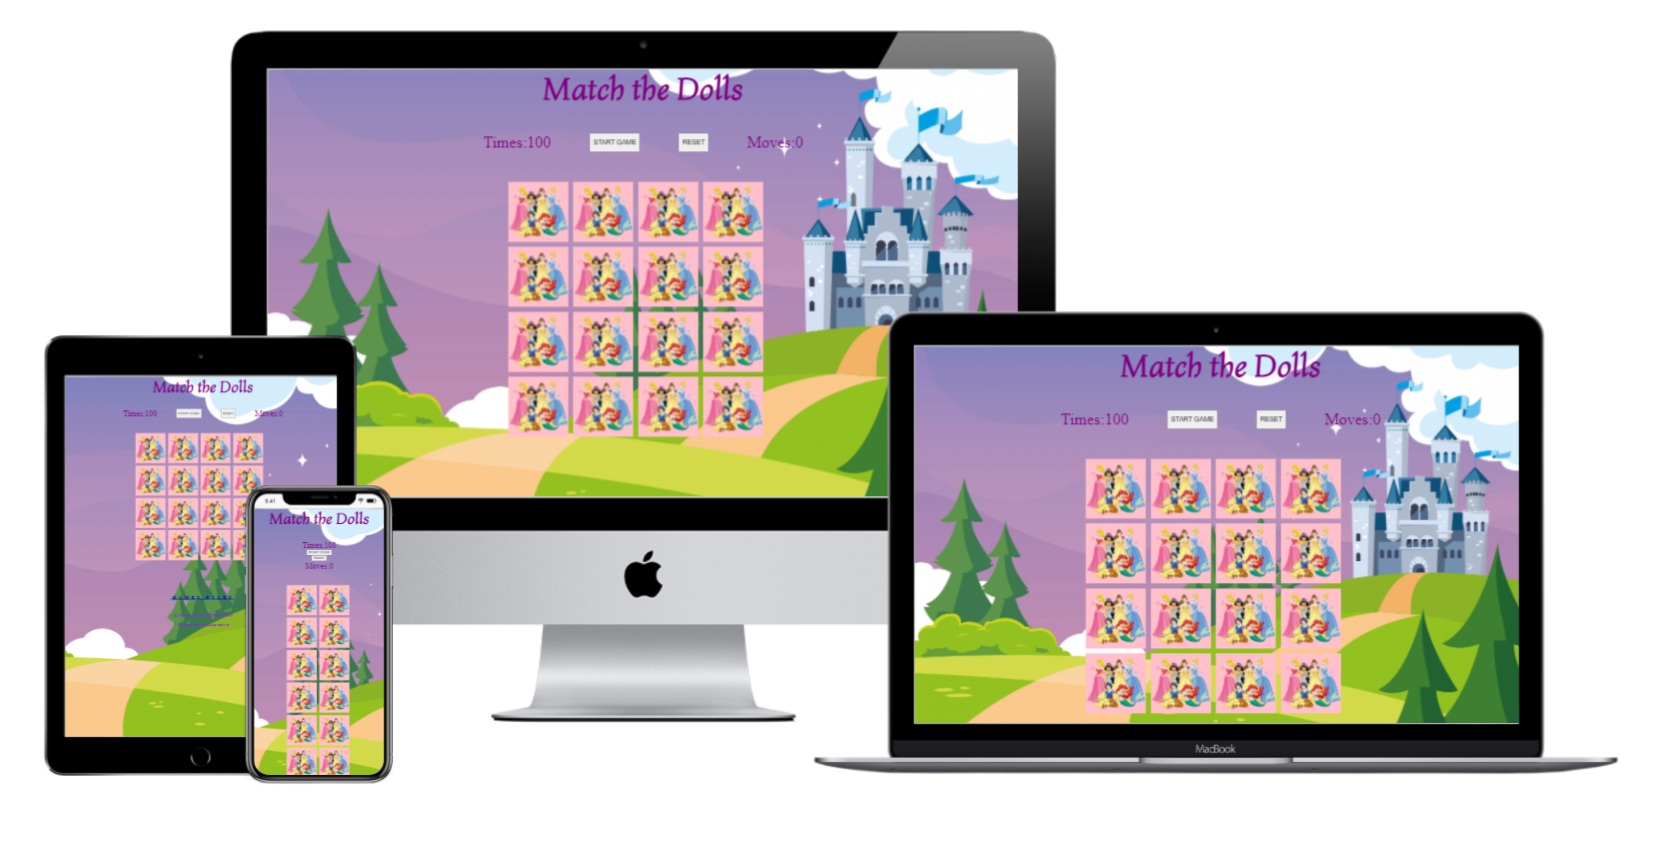 Match the Dolls
Times:100 START GAME RESET Moves:0
Match the Dolls
Times:100 START GAME RESET Moves:0
Match the Dolls
Times:100 START GAME RESET Moves:0
9:41
Match the Dolls
Times:100
START GAME
RESET
Moves:0
MacBook